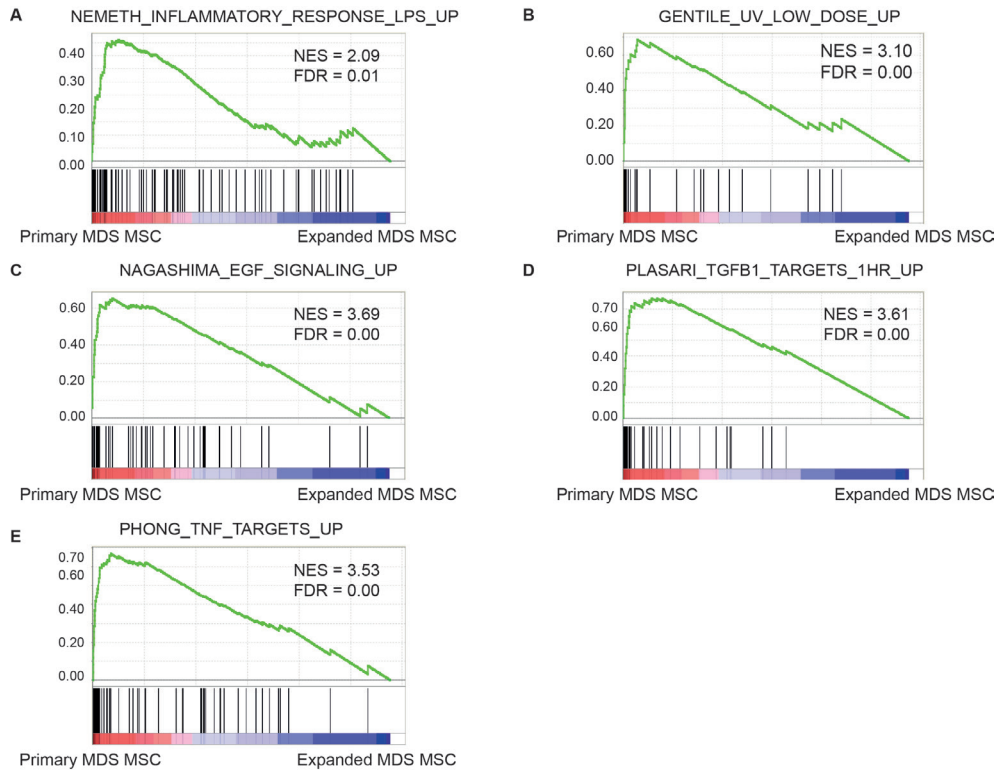 A
NEMETH_INFLAMMATORY_RESPONSE_LPS_UP
NES = 2.09
FDR = 0.01
0.40
0.30
0.20
0.10
0.00
Primary MDS MSC
Expanded MDS MSC
B
GENTILE_UV_LOW_DOSE_UP
NES = 3.10
FDR = 0.00
0.60
0.40
0.20
0.00
Primary MDS MSC
Expanded MDS MSC
C
NAGASHIMA_EGF_SIGNALING_UP
NES = 3.69
FDR = 0.00
0.60
0.40
0.20
0.00
Primary MDS MSC
Expanded MDS MSC
D
PLASARI_TGFB1_TARGETS_1HR_UP
NES = 3.61
FDR = 0.00
0.70
0.60
0.40
0.20
0.00
Primary MDS MSC
Expanded MDS MSC
E
PHONG_TNF_TARGETS_UP
NES = 3.53
FDR = 0.00
0.70
0.60
0.40
0.20
0.00
Primary MDS MSC
Expanded MDS MSC